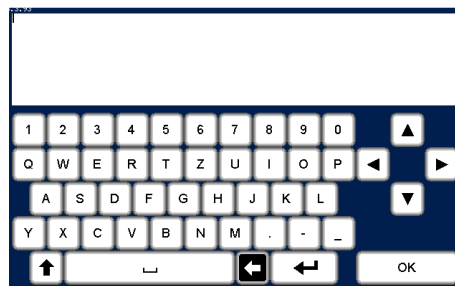 1 2 3 4 5 6 7 8 9 0
Q W E R T Z U I O P
A S D F G H J K L
Y X C V B N M . - _
OK